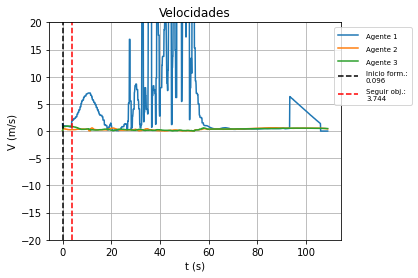 Velocidades
20
15
10
5
0
−5
−10
−15
−20
V (m/s)
0
20
40
60
80
100
t (s)
Agente 1
Agente 2
Agente 3
Inicio form.:
0.096
Seguir obj.:
3.744